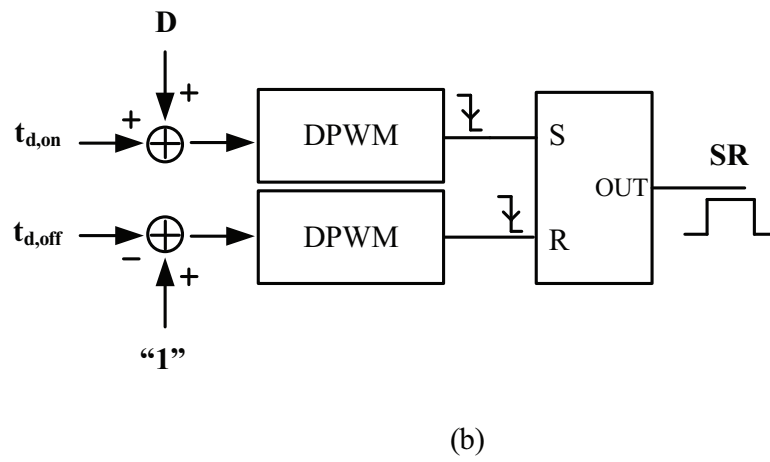 D
+
+
t_d,on
DPWM
S
SR
OUT
t_d,off
−
+
DPWM
R
“1”
(b)